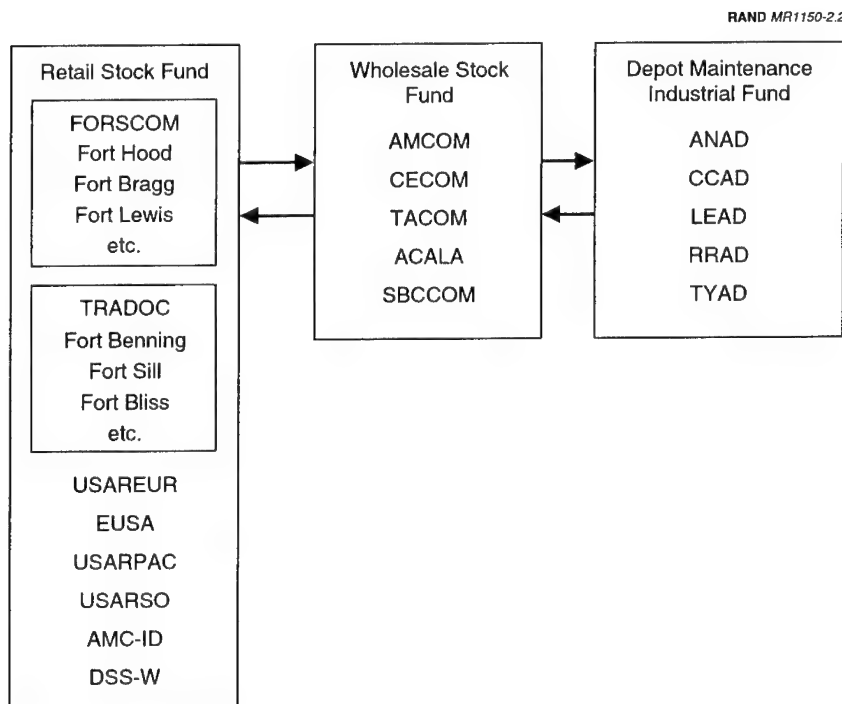 RAND MR1150-2.2
Retail Stock Fund
FORSCOM
Fort Hood
Fort Bragg
Fort Lewis
etc.
TRADOC
Fort Benning
Fort Sill
Fort Bliss
etc.
USAREUR
EUSA
USARPAC
USARSO
AMC-ID
DSS-W
Wholesale Stock
Fund
AMCOM
CECOM
TACOM
ACALA
SBCCOM
Depot Maintenance
Industrial Fund
ANAD
CCAD
LEAD
RRAD
TYAD